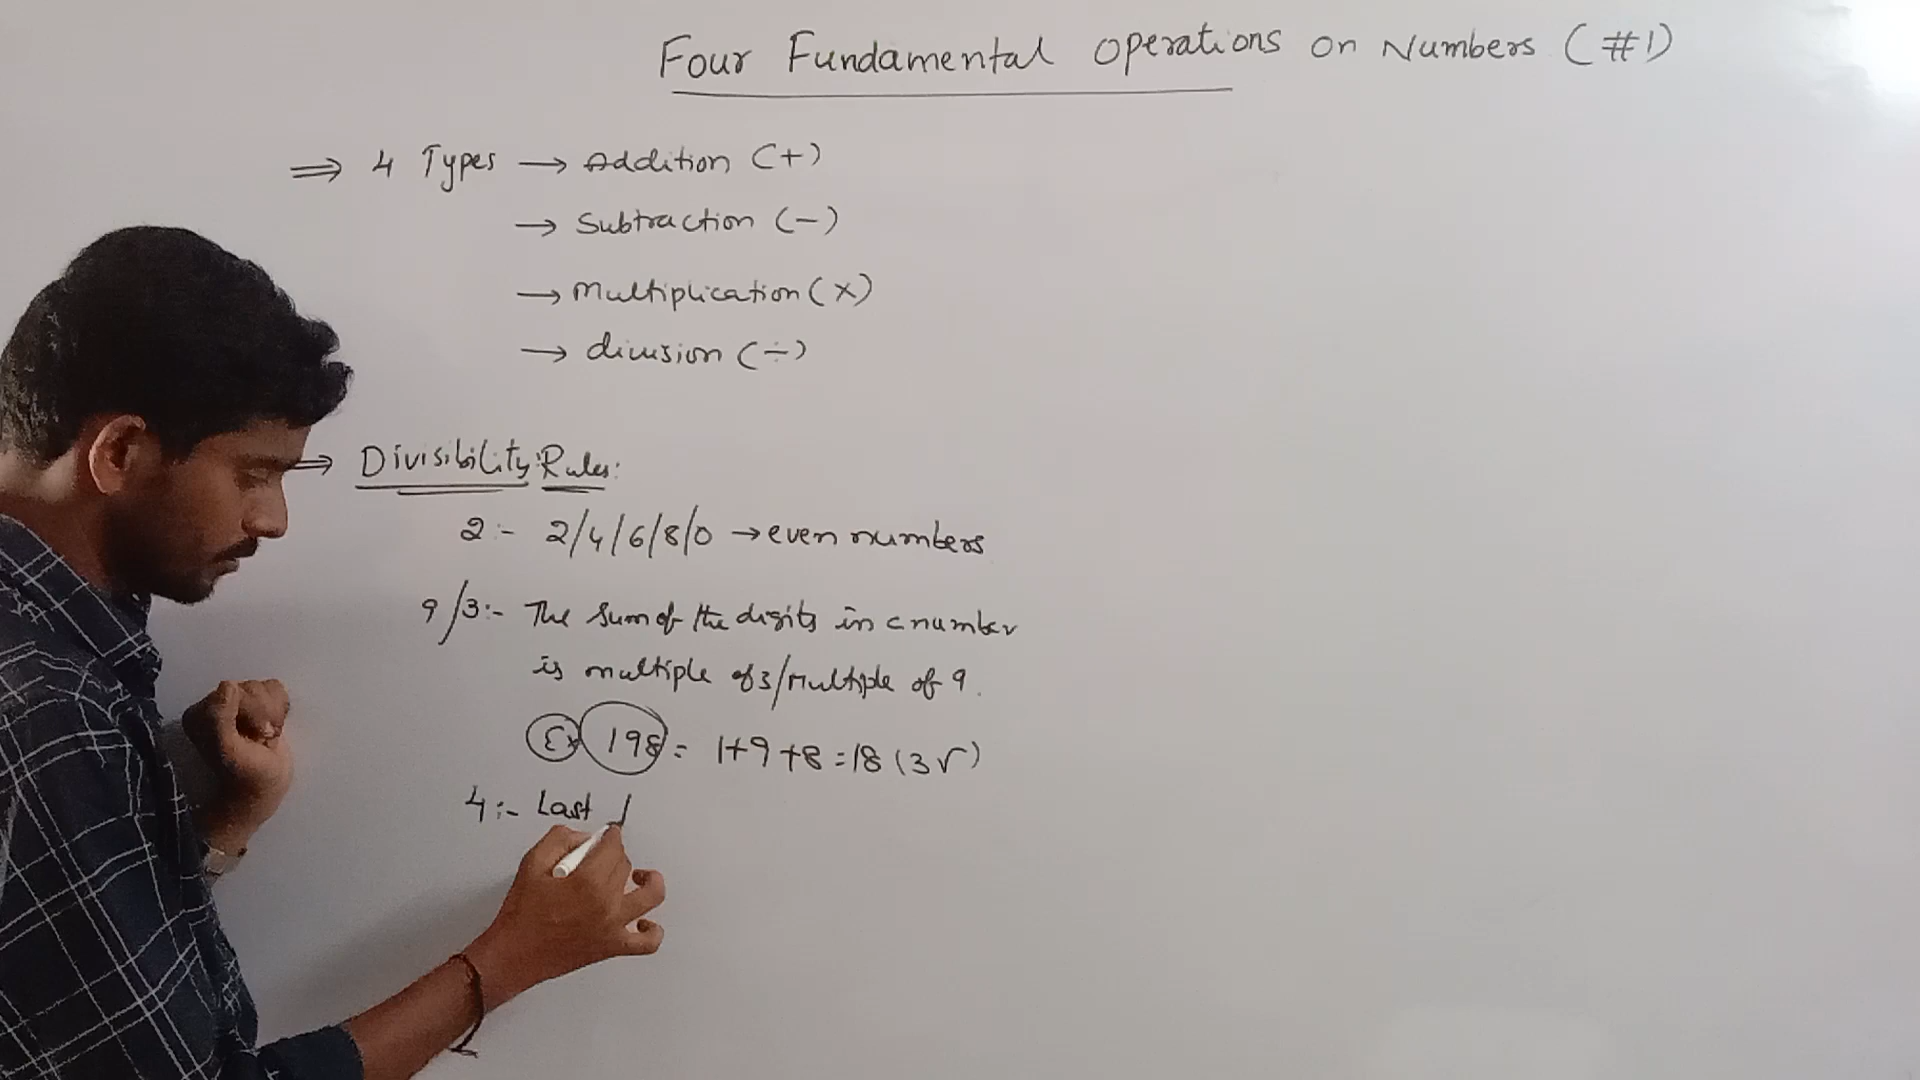 Four Fundamental Operations on Numbers (#1)
⇒ 4 Types → Addition (+)
→ Subtraction (-)
→ Multiplication (×)
→ division (÷)
⇒ Divisibility Rules:
2:- 2/4/6/8/0 → even numbers
9/3:- The Sum of the digits in a number
is multiple of 3/Multiple of 9.
Ex 198 = 1+9+8=18 (3✓)
4:- Last